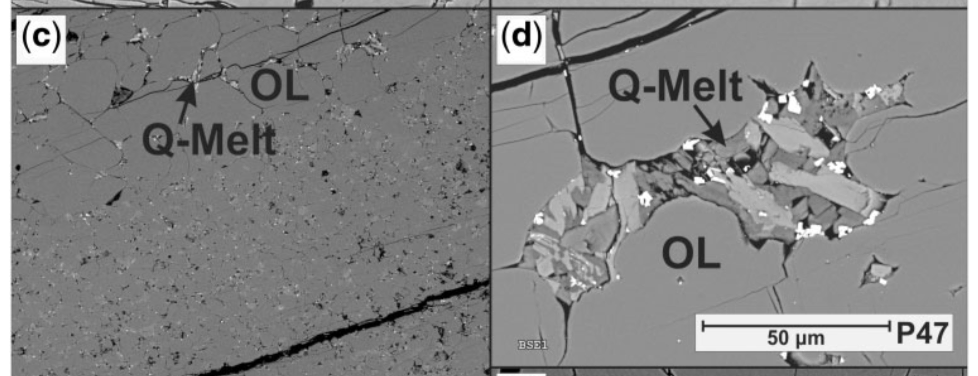 (c)
OL
Q-Melt
(d)
Q-Melt
OL
50 µm
P47
BSE1